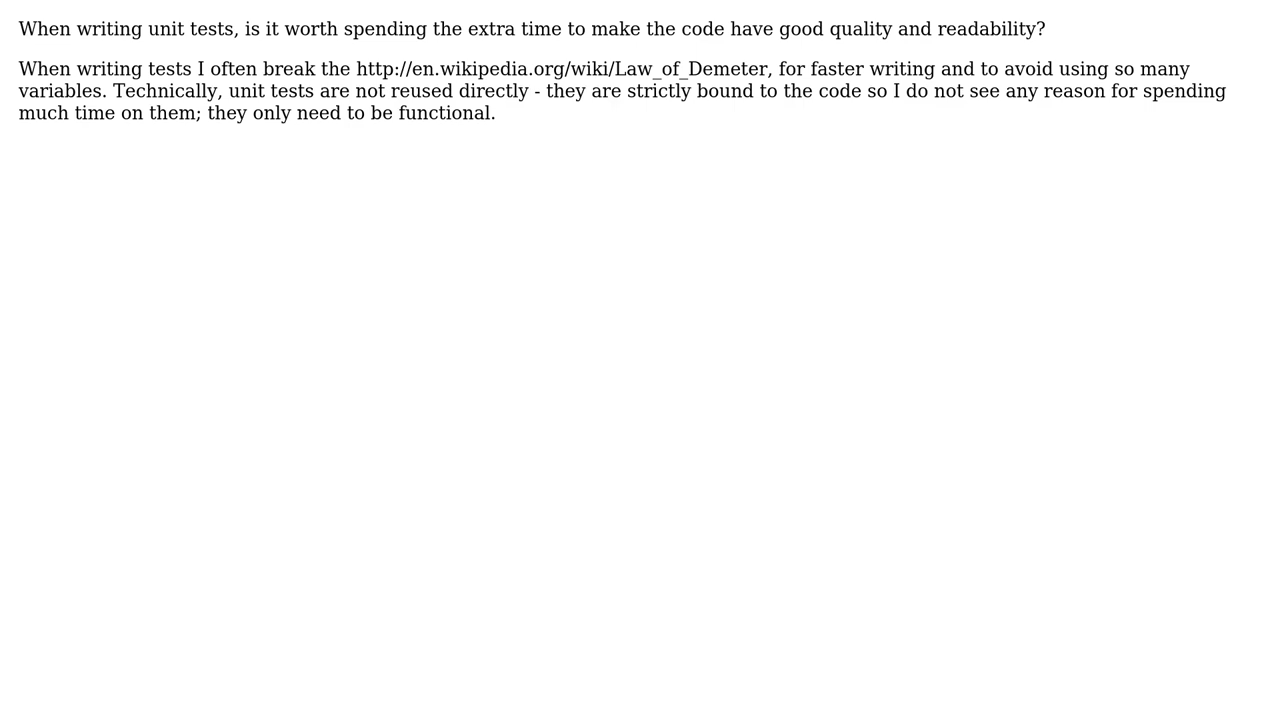 When writing unit tests, is it worth spending the extra time to make the code have good quality and readability?
When writing tests I often break the http://en.wikipedia.org/wiki/Law_of_Demeter, for faster writing and to avoid using so many
variables. Technically, unit tests are not reused directly - they are strictly bound to the code so I do not see any reason for spending
much time on them; they only need to be functional.